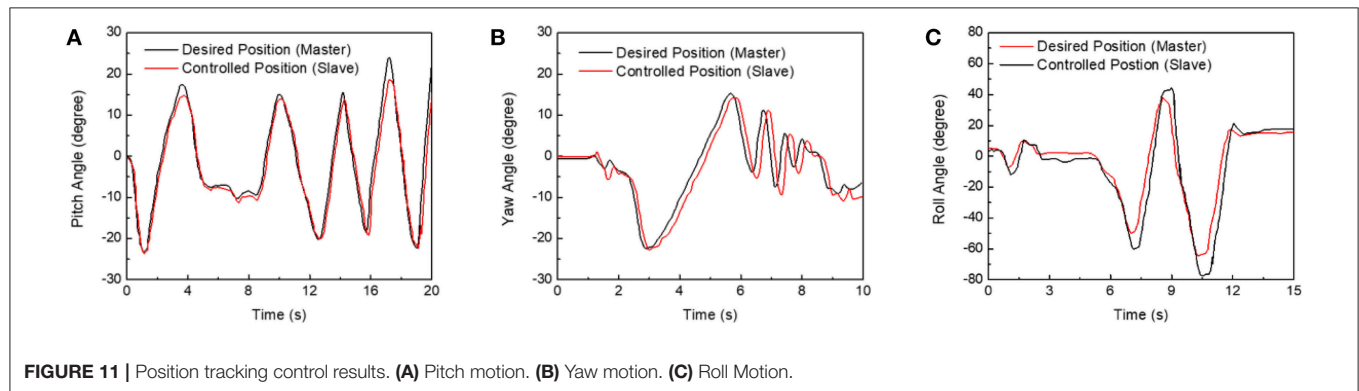 A
Desired Position (Master)
Controlled Position (Slave)
Pitch Angle (degree)
30
20
10
0
-10
-20
-30
0 4 8 12 16 20
Time (s)
B
Desired Position (Master)
Controlled Position (Slave)
Yaw Angle (degree)
30
20
10
0
-10
-20
-30
0 2 4 6 8 10
Time (s)
C
Desired Position (Master)
Controlled Postion (Slave)
Roll Angle (degree)
80
60
40
20
0
-20
-40
-60
-80
0 3 6 9 12 15
Time (s)
FIGURE 11 | Position tracking control results. (A) Pitch motion. (B) Yaw motion. (C) Roll Motion.